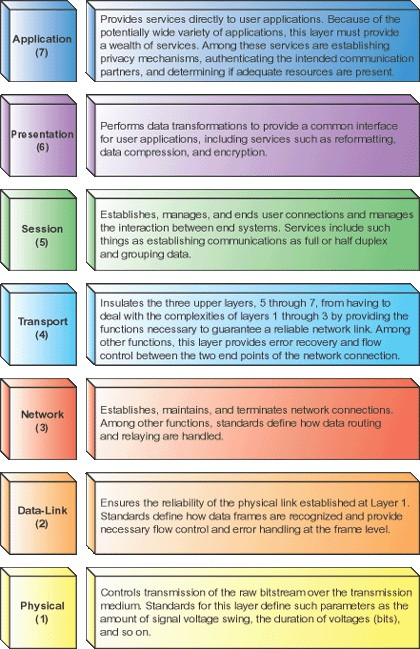 Application
(7)
Provides services directly to user applications. Because of the
potentially wide variety of applications, this layer must provide
a wealth of services. Among these services are establishing
privacy mechanisms, authenticating the intended communication
partners, and determining if adequate resources are present.
Presentation
(6)
Performs data transformations to provide a common interface
for user applications, including services such as reformatting,
data compression, and encryption.
Session
(5)
Establishes, manages, and ends user connections and manages
the interaction between end systems. Services include such
things as establishing communications as full or half duplex
and grouping data.
Transport
(4)
Insulates the three upper layers, 5 through 7, from having to
deal with the complexities of layers 1 through 3 by providing the
functions necessary to guarantee a reliable network link. Among
other functions, this layer provides error recovery and flow
control between the two end points of the network connection.
Network
(3)
Establishes, maintains, and terminates network connections.
Among other functions, standards define how data routing
and relaying are handled.
Data-Link
(2)
Ensures the reliability of the physical link established at Layer 1.
Standards define how data frames are recognized and provide
necessary flow control and error handling at the frame level.
Physical
(1)
Controls transmission of the raw bitstream over the transmission
medium. Standards for this layer define such parameters as the
amount of signal voltage swing, the duration of voltages (bits),
and so on.